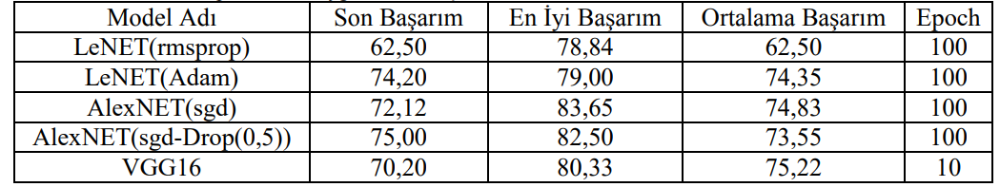 Model Adı Son Başarım En İyi Başarım Ortalama Başarım Epoch
LeNET(rmsprop) 62,50 78,84 62,50 100
LeNET(Adam) 74,20 79,00 74,35 100
AlexNET(sgd) 72,12 83,65 74,83 100
AlexNET(sgd-Drop(0,5)) 75,00 82,50 73,55 100
VGG16 70,20 80,33 75,22 10